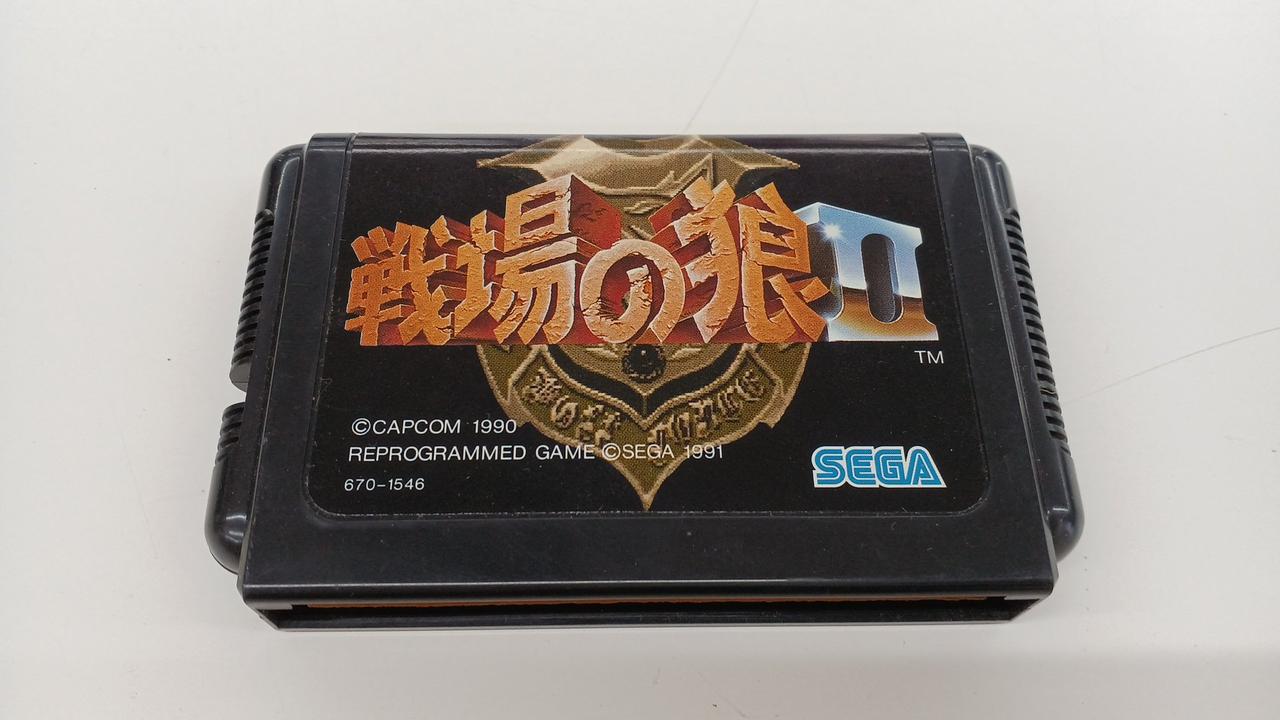 戦場の狼II
TM
©CAPCOM 1990
REPROGRAMMED GAME ©SEGA 1991
670-1546
SEGA